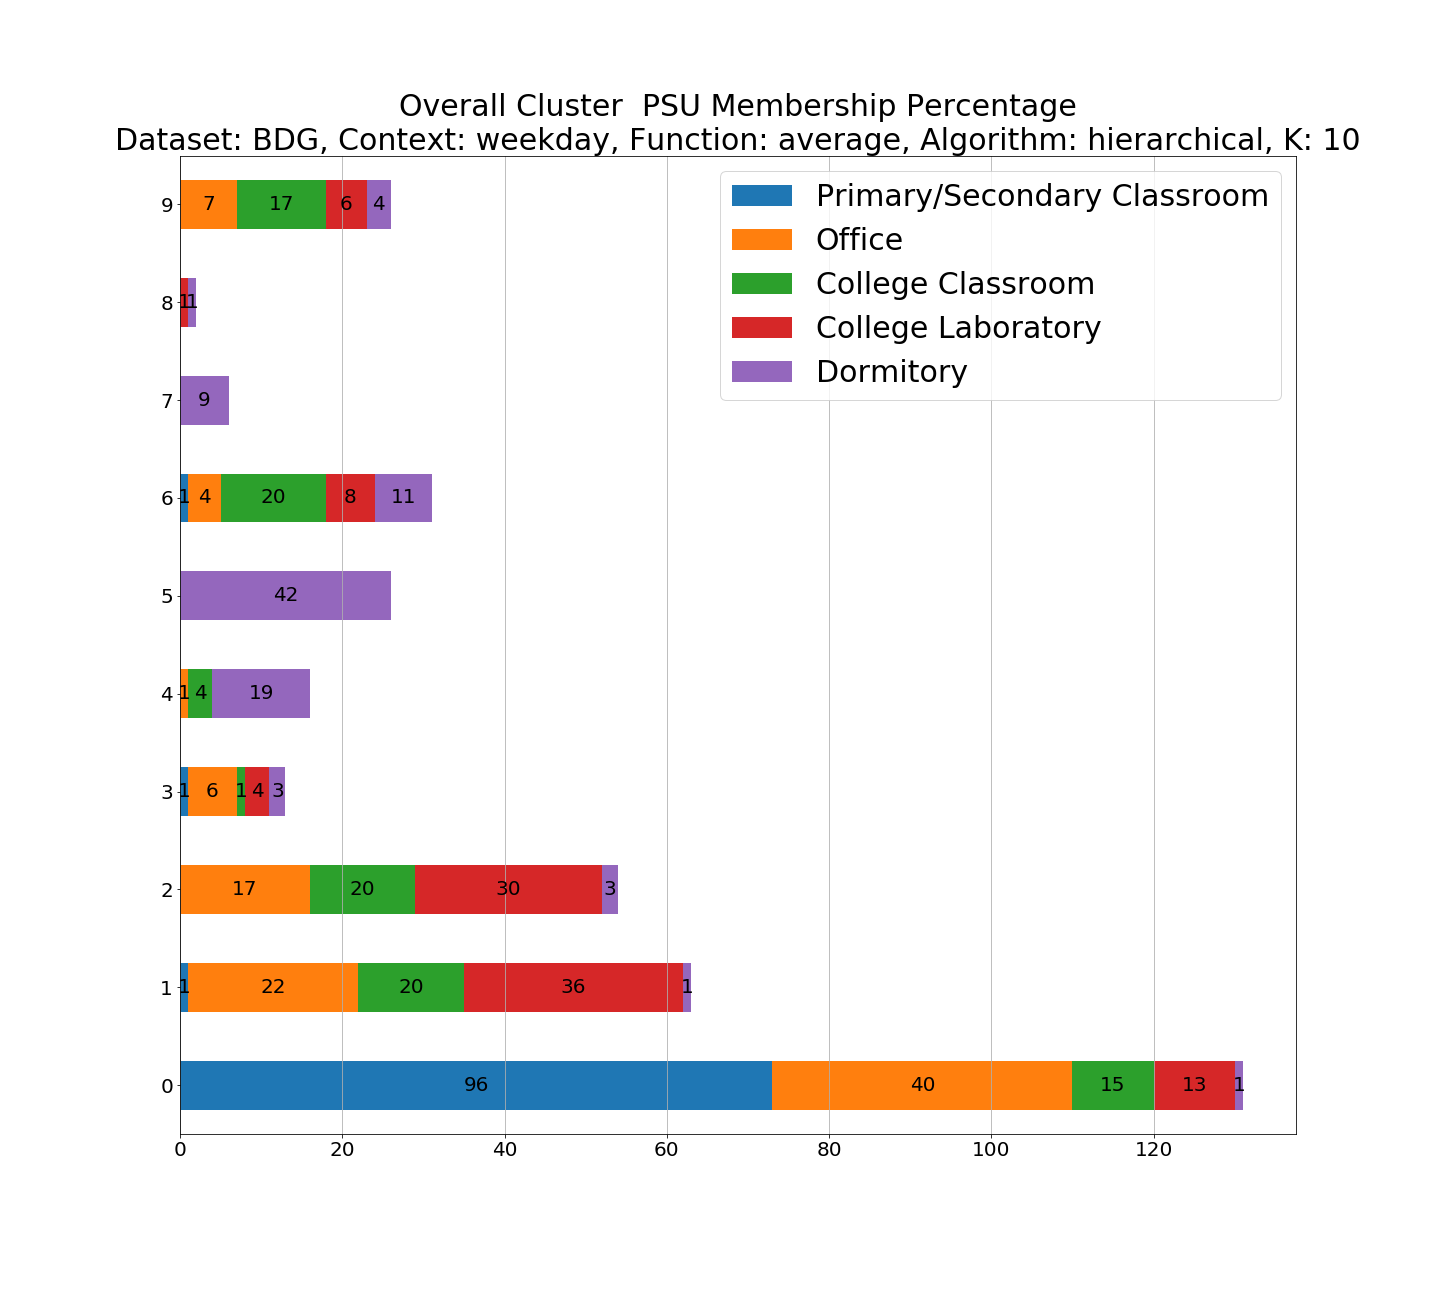 Overall Cluster  PSU Membership Percentage
Dataset: BDG, Context: weekday, Function: average, Algorithm: hierarchical, K: 10
Primary/Secondary Classroom
Office
College Classroom
College Laboratory
Dormitory
9 7 17 6 4
8 1 1
7 9
6 1 4 20 8 11
5 42
4 1 4 19
3 1 6 1 4 3
2 17 20 30 3
1 1 22 20 36 1
0 96 40 15 13 1
0 20 40 60 80 100 120